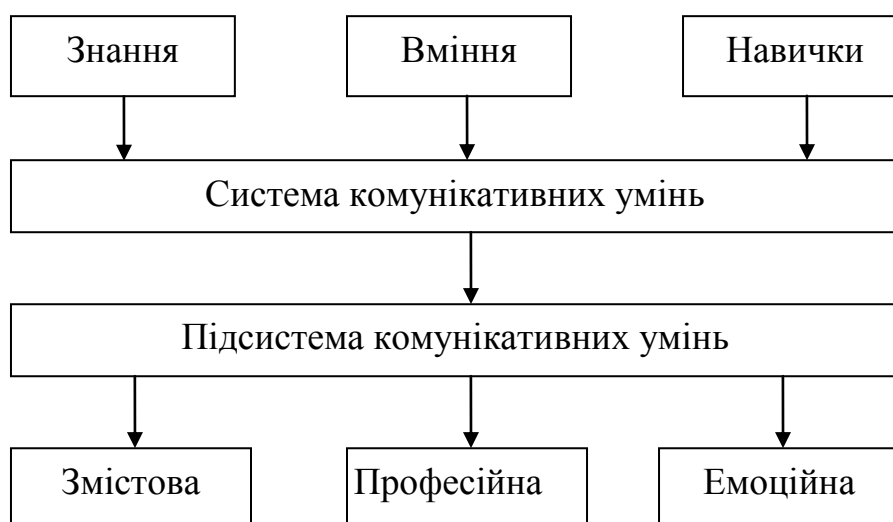 Знання Вміння Навички
Система комунікативних умінь
Підсистема комунікативних умінь
Змістова Професійна Емоційна